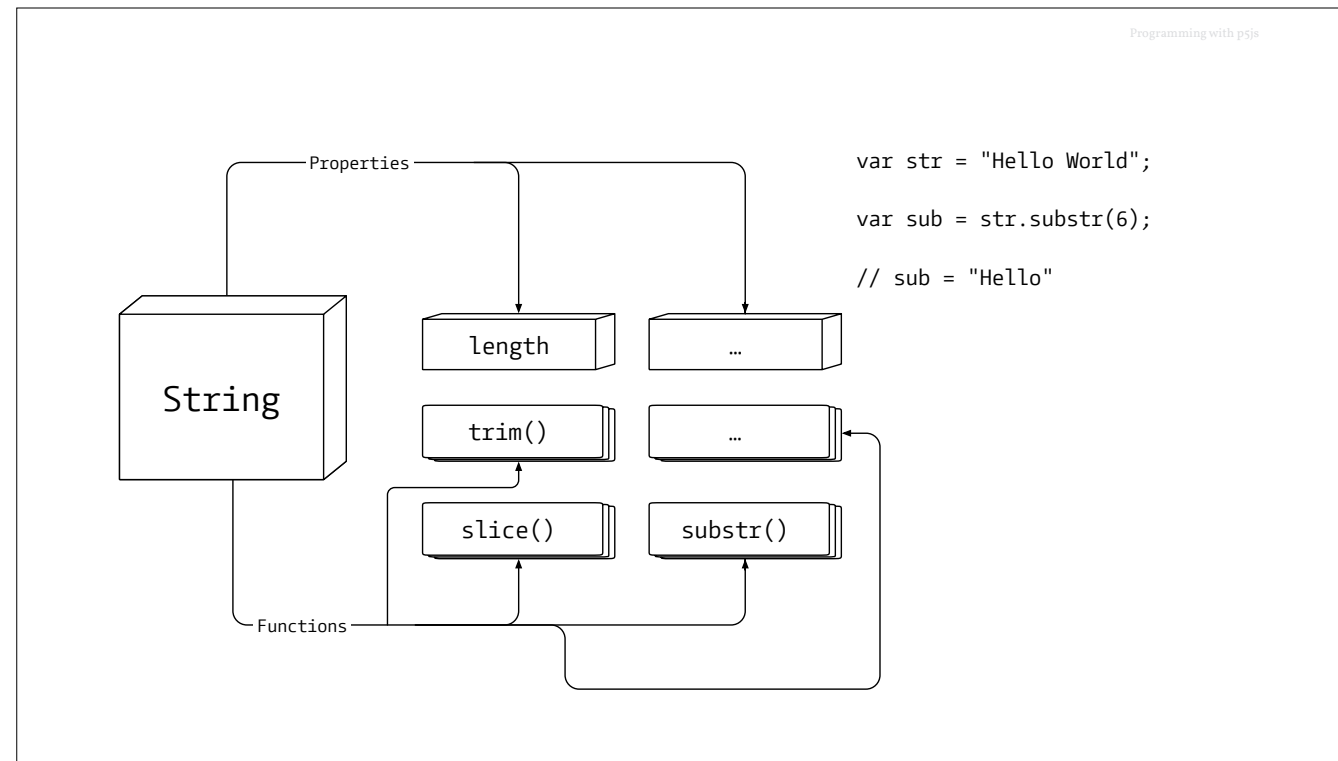 Programming with p5js
Properties
var str = "Hello World";
var sub = str.substr(6);
// sub = "Hello"
length
…
String
trim()
…
slice()
substr()
Functions